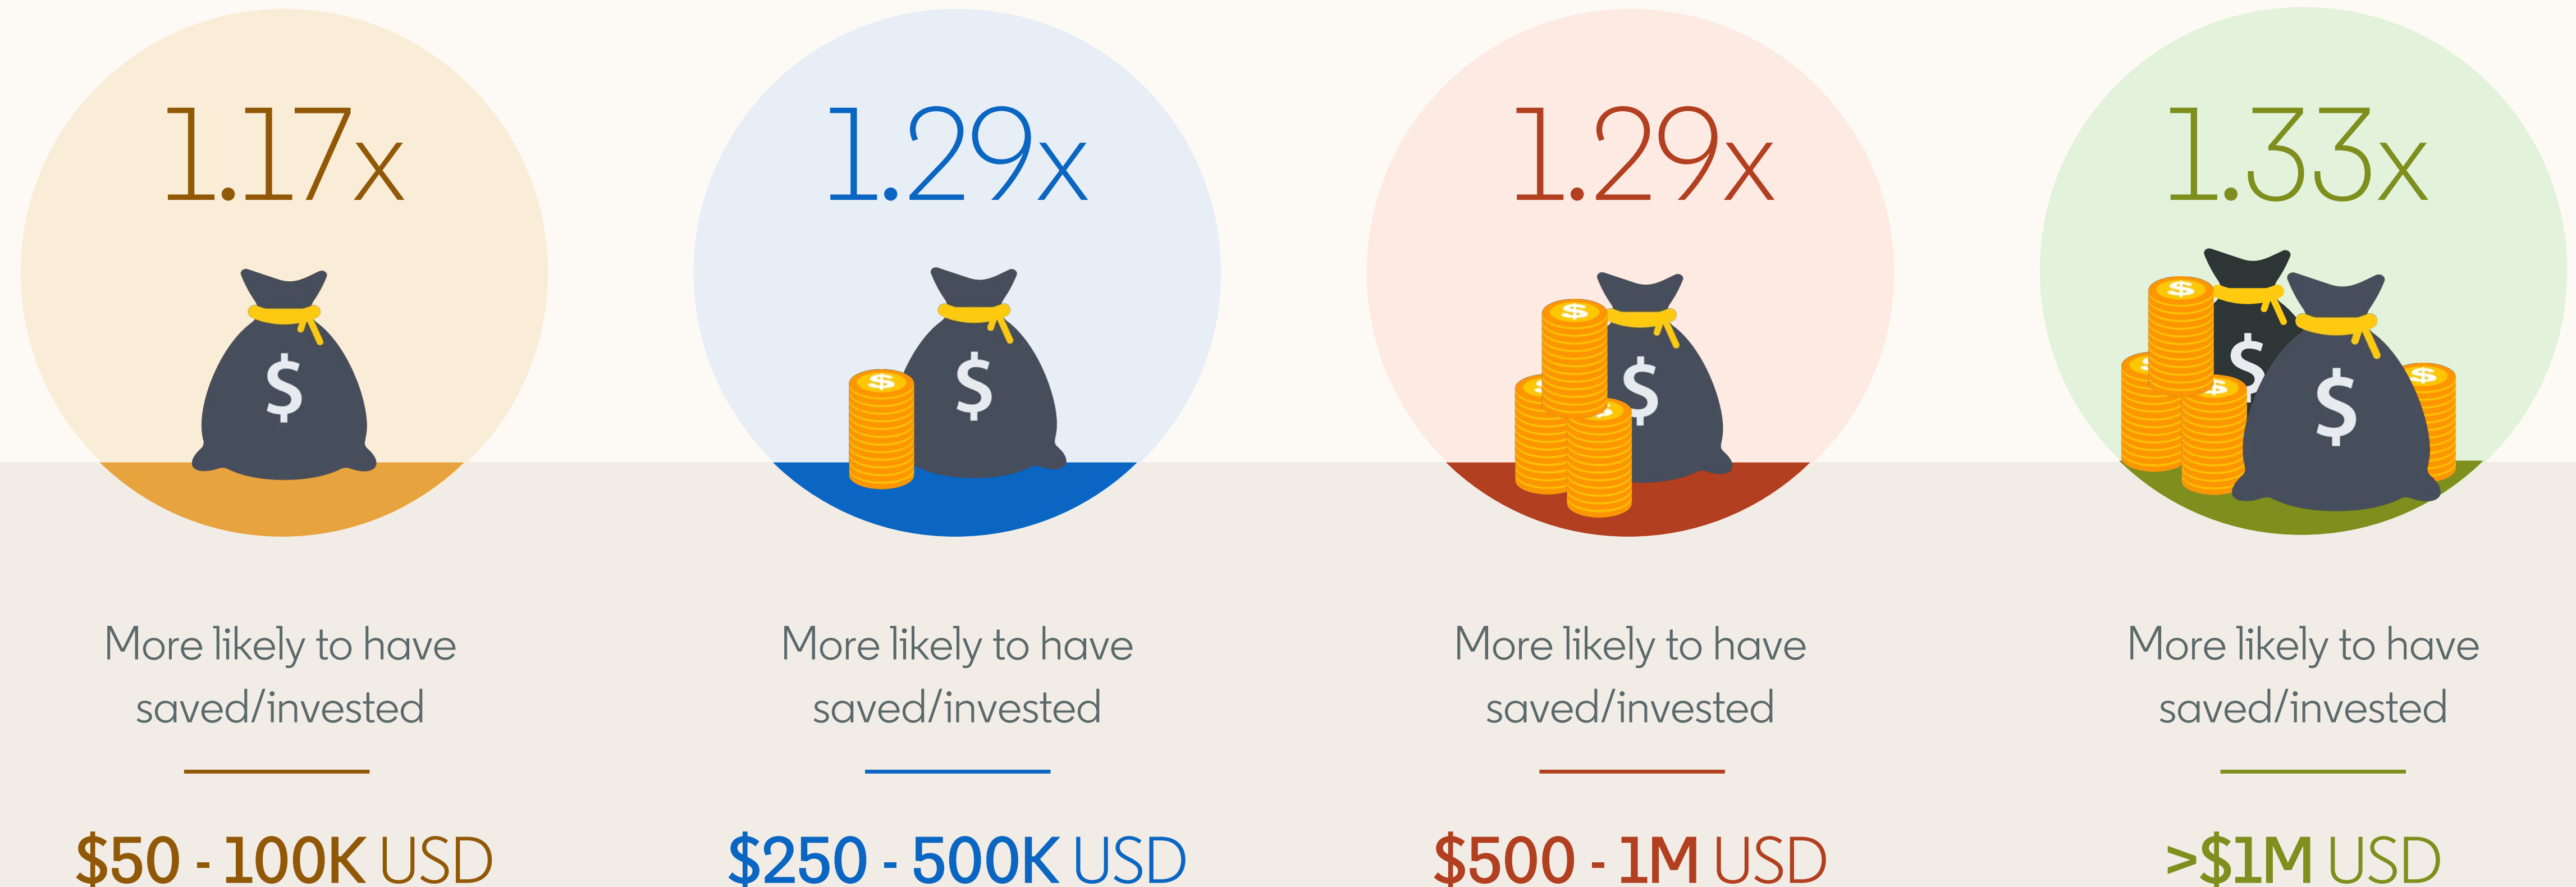 1.17x
1.29x
1.29x
1.33x
$
$
$
$
$
$
$
$
$
$
More likely to have
saved/invested
$50 - 100K USD
More likely to have
saved/invested
$250 - 500K USD
More likely to have
saved/invested
$500 - 1M USD
More likely to have
saved/invested
>$1M USD